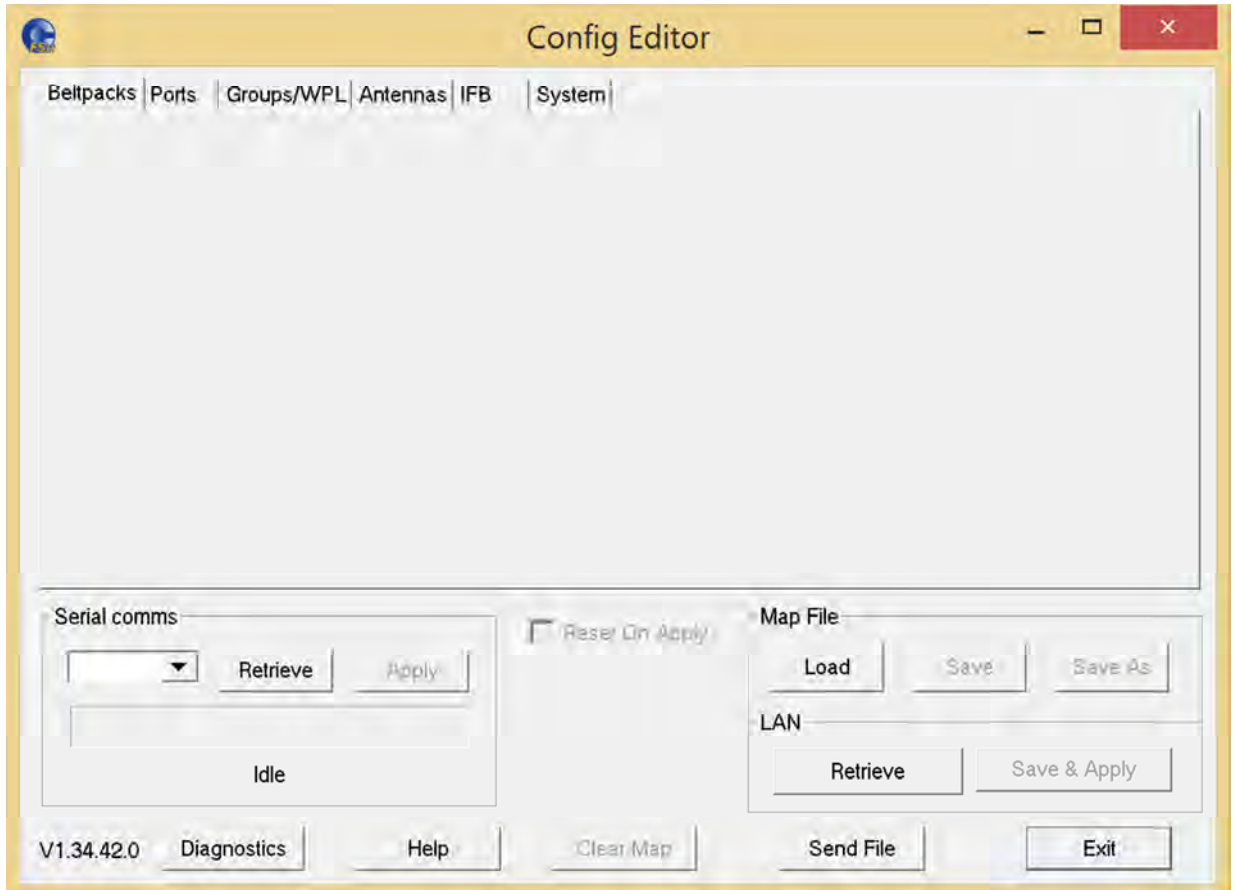 Config Editor
Beltpacks Ports Groups/WPL Antennas IFB System
Serial comms
Retrieve Apply
Idle
Reset On Apply
Map File
Load Save Save As
LAN
Retrieve Save & Apply
V1.34.42.0 Diagnostics Help Clear Map Send File Exit